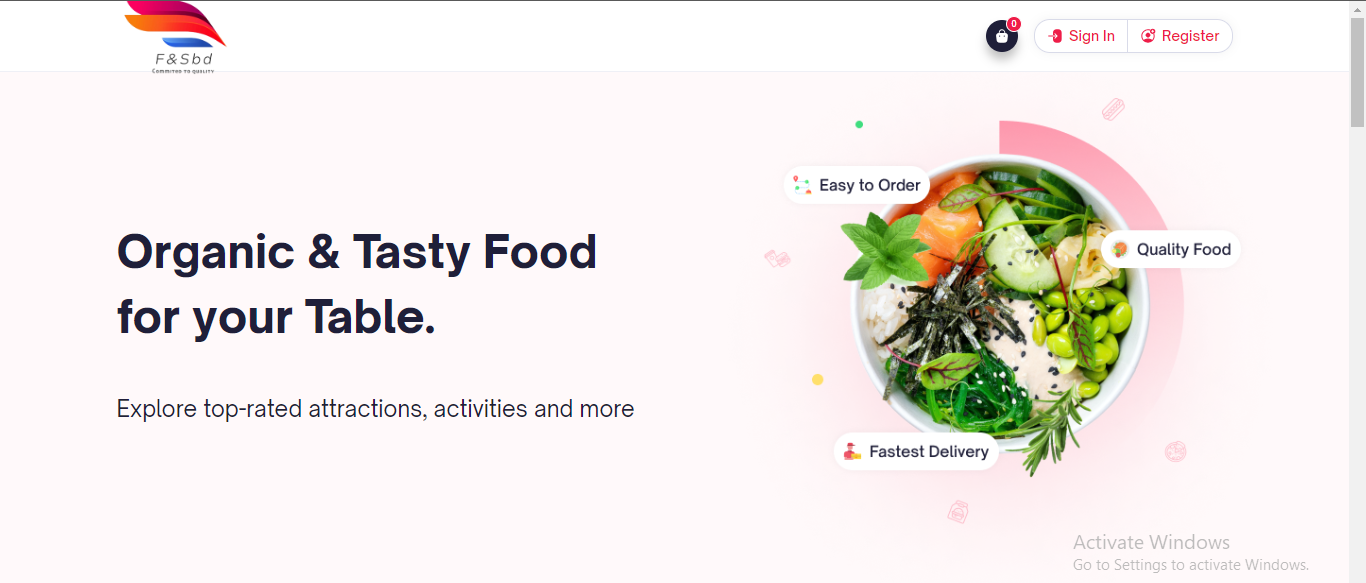 F&Sbd
Committed to quality
0
Sign In
Register
Easy to Order
Quality Food
Organic & Tasty Food
for your Table.
Explore top-rated attractions, activities and more
Fastest Delivery
Activate Windows
Go to Settings to activate Windows.